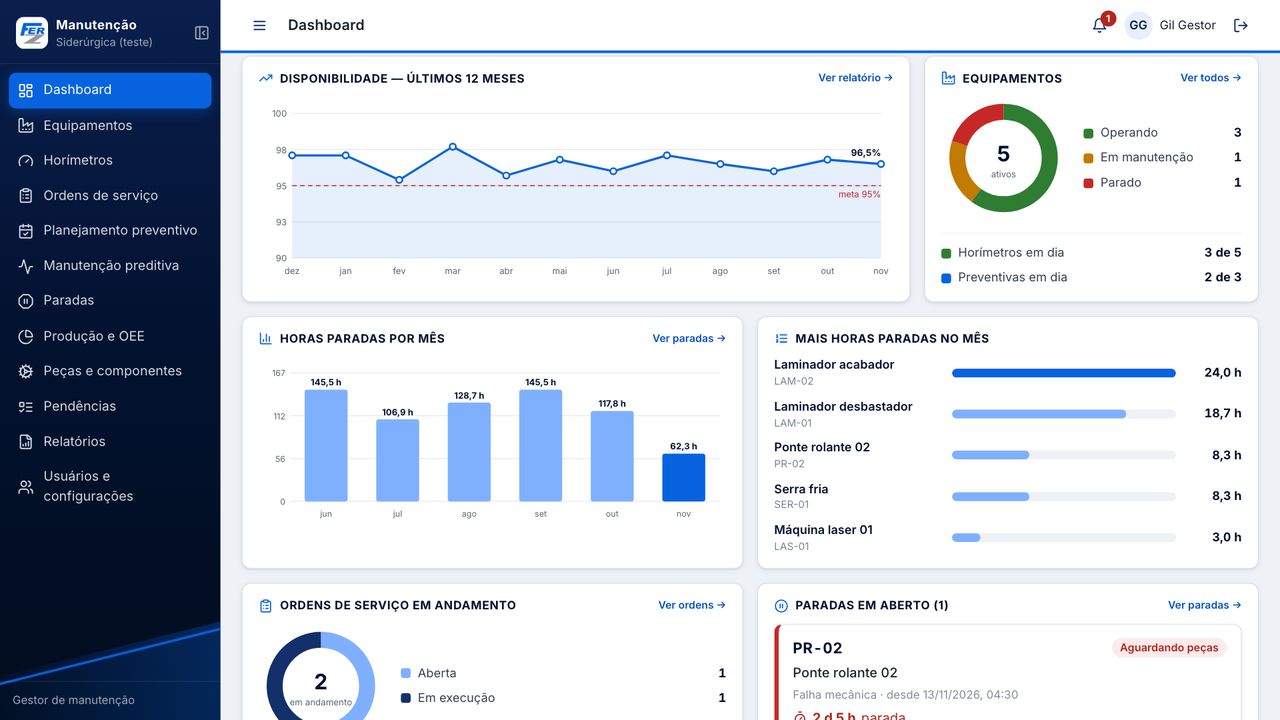 FER
2
Manutenção
Siderúrgica (teste)
Dashboard
Equipamentos
Horímetros
Ordens de serviço
Planejamento preventivo
Manutenção preditiva
Paradas
Produção e OEE
Peças e componentes
Pendências
Relatórios
Usuários e
configurações
Gestor de manutenção
Dashboard
1
GG
Gil Gestor
DISPONIBILIDADE — ÚLTIMOS 12 MESES
Ver relatório →
100
98
95
93
90
96,5%
meta 95%
dez jan fev mar abr mai jun jul ago set out nov
EQUIPAMENTOS
Ver todos →
5
ativos
Operando 3
Em manutenção 1
Parado 1
Horímetros em dia 3 de 5
Preventivas em dia 2 de 3
HORAS PARADAS POR MÊS
Ver paradas →
167
112
56
0
145,5 h
106,9 h
128,7 h
145,5 h
117,8 h
62,3 h
jun jul ago set out nov
MAIS HORAS PARADAS NO MÊS
Laminador acabador
LAM-02
24,0 h
Laminador desbastador
LAM-01
18,7 h
Ponte rolante 02
PR-02
8,3 h
Serra fria
SER-01
8,3 h
Máquina laser 01
LAS-01
3,0 h
ORDENS DE SERVIÇO EM ANDAMENTO
Ver ordens →
2
em andamento
Aberta 1
Em execução 1
PARADAS EM ABERTO (1)
Ver paradas →
PR-02
Aguardando peças
Ponte rolante 02
Falha mecânica · desde 13/11/2026, 04:30
2 d 5 h parada